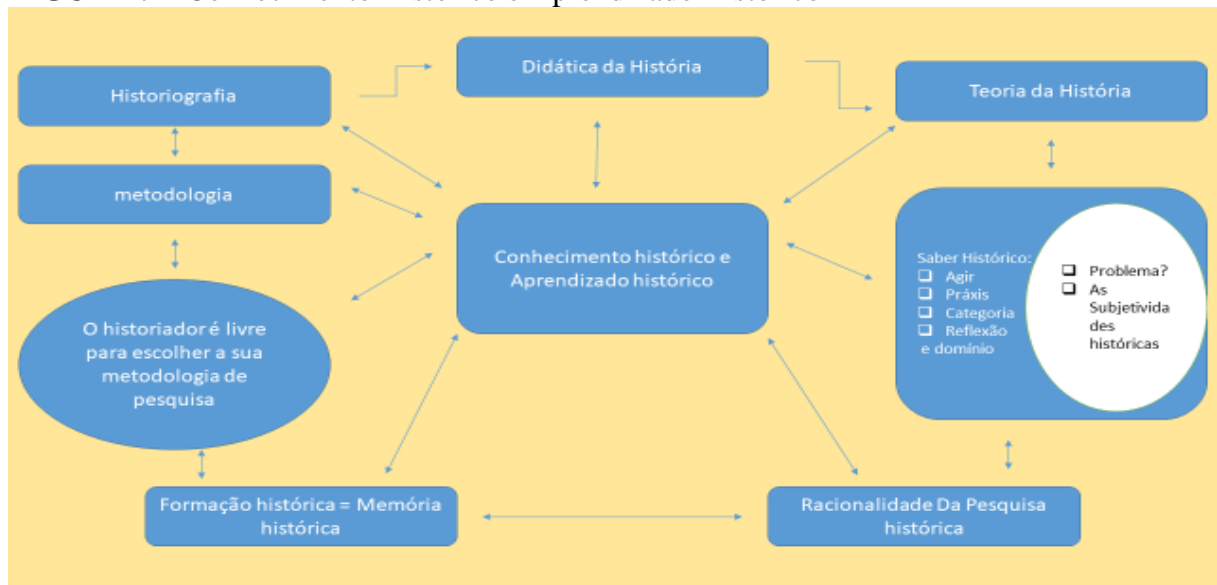 Didática da História
Historiografia
Teoria da História
metodologia
Conhecimento histórico e
Aprendizado histórico
Saber Histórico:
Agir
Práxis
Categoria
Reflexão
e domínio
Problema?
As
Subjetivida
des
históricas
O historiador é livre
para escolher a sua
metodologia de
pesquisa
Formação histórica = Memória
histórica
Racionalidade Da Pesquisa
histórica